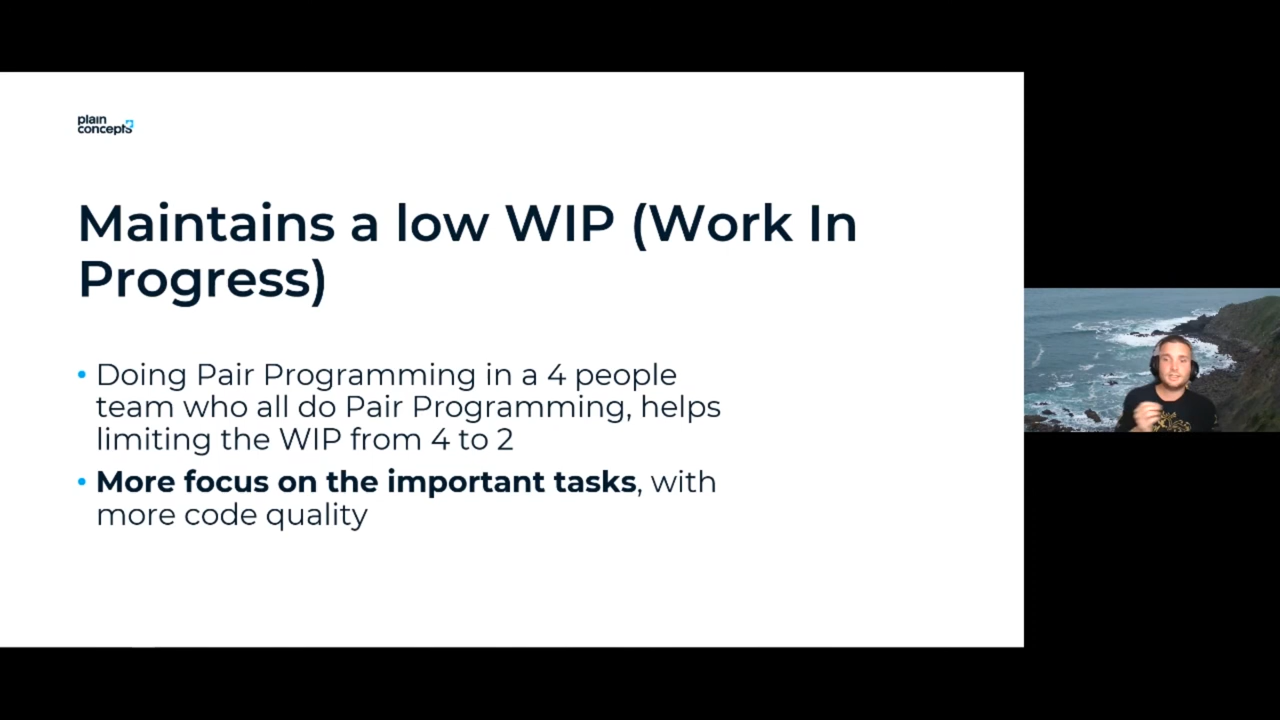 plain
concepts
Maintains a low WIP (Work In
Progress)
• Doing Pair Programming in a 4 people
team who all do Pair Programming, helps
limiting the WIP from 4 to 2
• More focus on the important tasks, with
more code quality